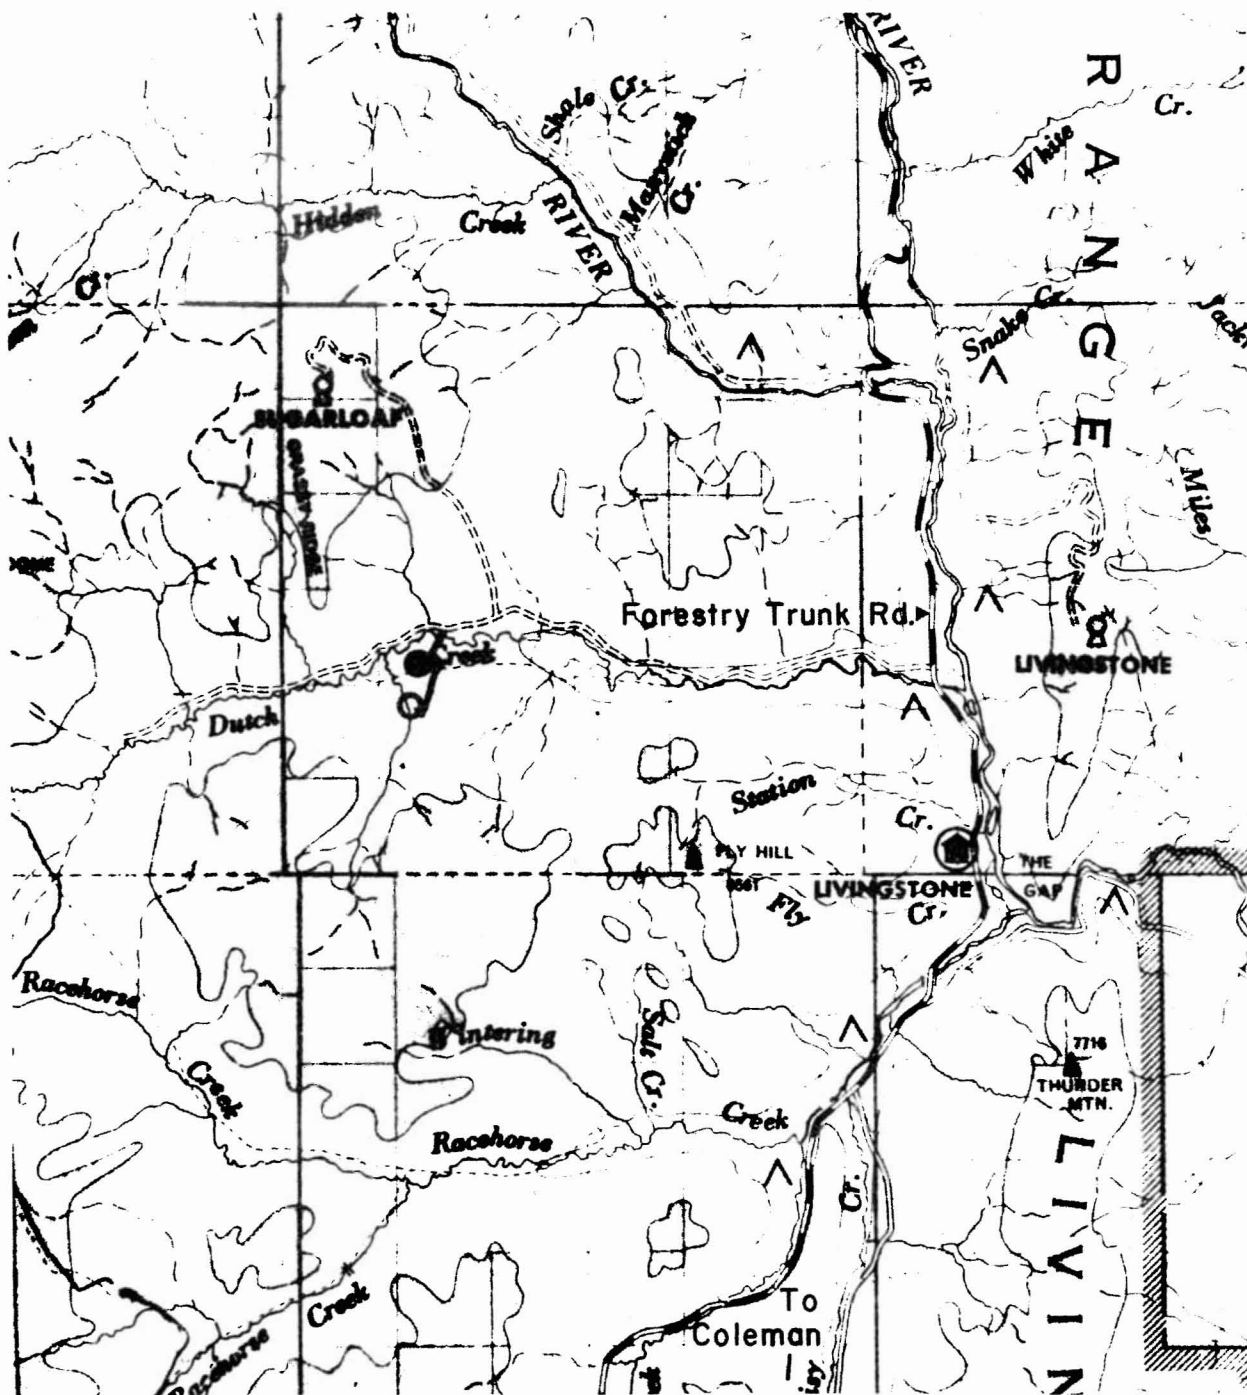 RIVER
RANGE
Shale Cr.
White Cr.
Cr.
Hidden Creek
RIVER
Cr.
Snake Cr.
SUGARLOAF
GRASSY RIDGE
Miles
Forestry Trunk Rd.
LIVINGSTONE
Creek
Dutch
Station Cr.
FLY HILL
THE
GAP
LIVINGSTONE
Fly Cr.
Racehorse Creek
Wintering
Salt Cr.
7716
THUNDER
MTN.
Creek
Racehorse
LIVIN
Cr.
Creek
To
Coleman
Racehorse